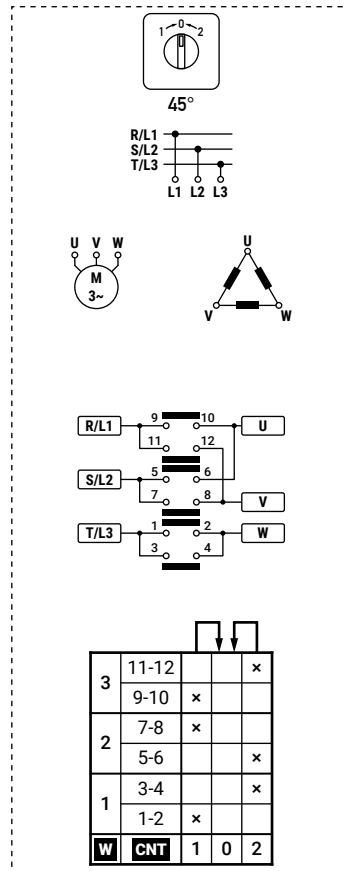 1 0 2
45°
R/L1
S/L2
T/L3
L1 L2 L3
U V W
M
3~
U
V W
R/L1 9 10 U
11 12
S/L2 5 6
7 8 V
T/L3 1 2 W
3 4
3 11-12 ×
9-10 ×
2 7-8 ×
5-6 ×
1 3-4 ×
1-2 ×
W CNT 1 0 2